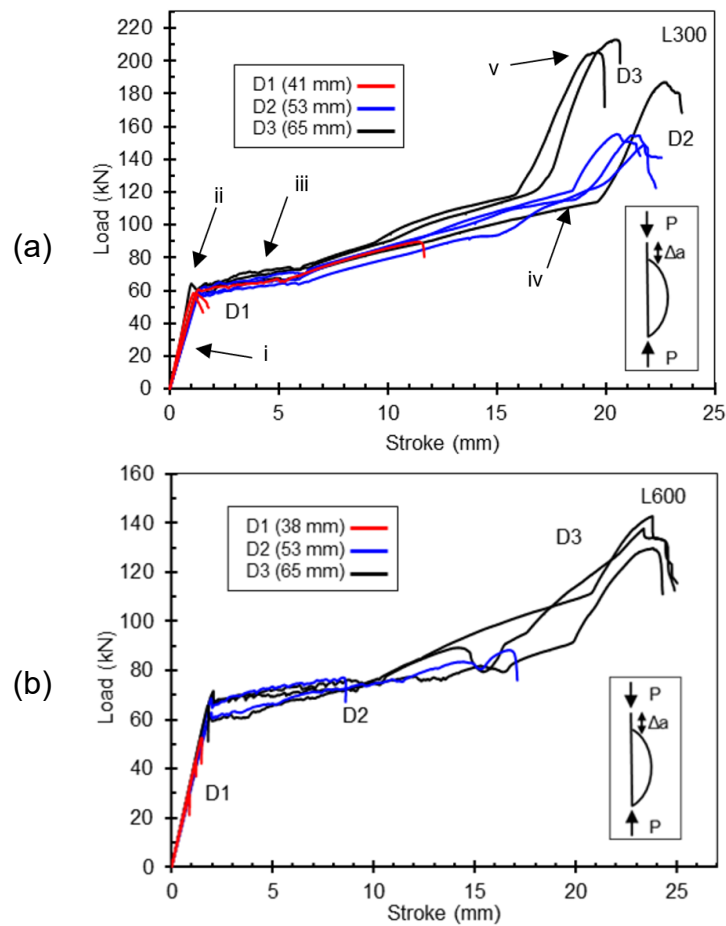 (a)
Load (kN)
220
200
180
160
140
120
100
80
60
40
20
0
L300
D1 (41 mm)
D2 (53 mm)
D3 (65 mm)
v
D3
D2
ii
iii
D1
iv
i
P
Δa
P
0
5
10
15
20
25
Stroke (mm)
(b)
Load (kN)
160
140
120
100
80
60
40
20
0
L600
D1 (38 mm)
D2 (53 mm)
D3 (65 mm)
D3
D2
D1
P
Δa
P
0
5
10
15
20
25
Stroke (mm)